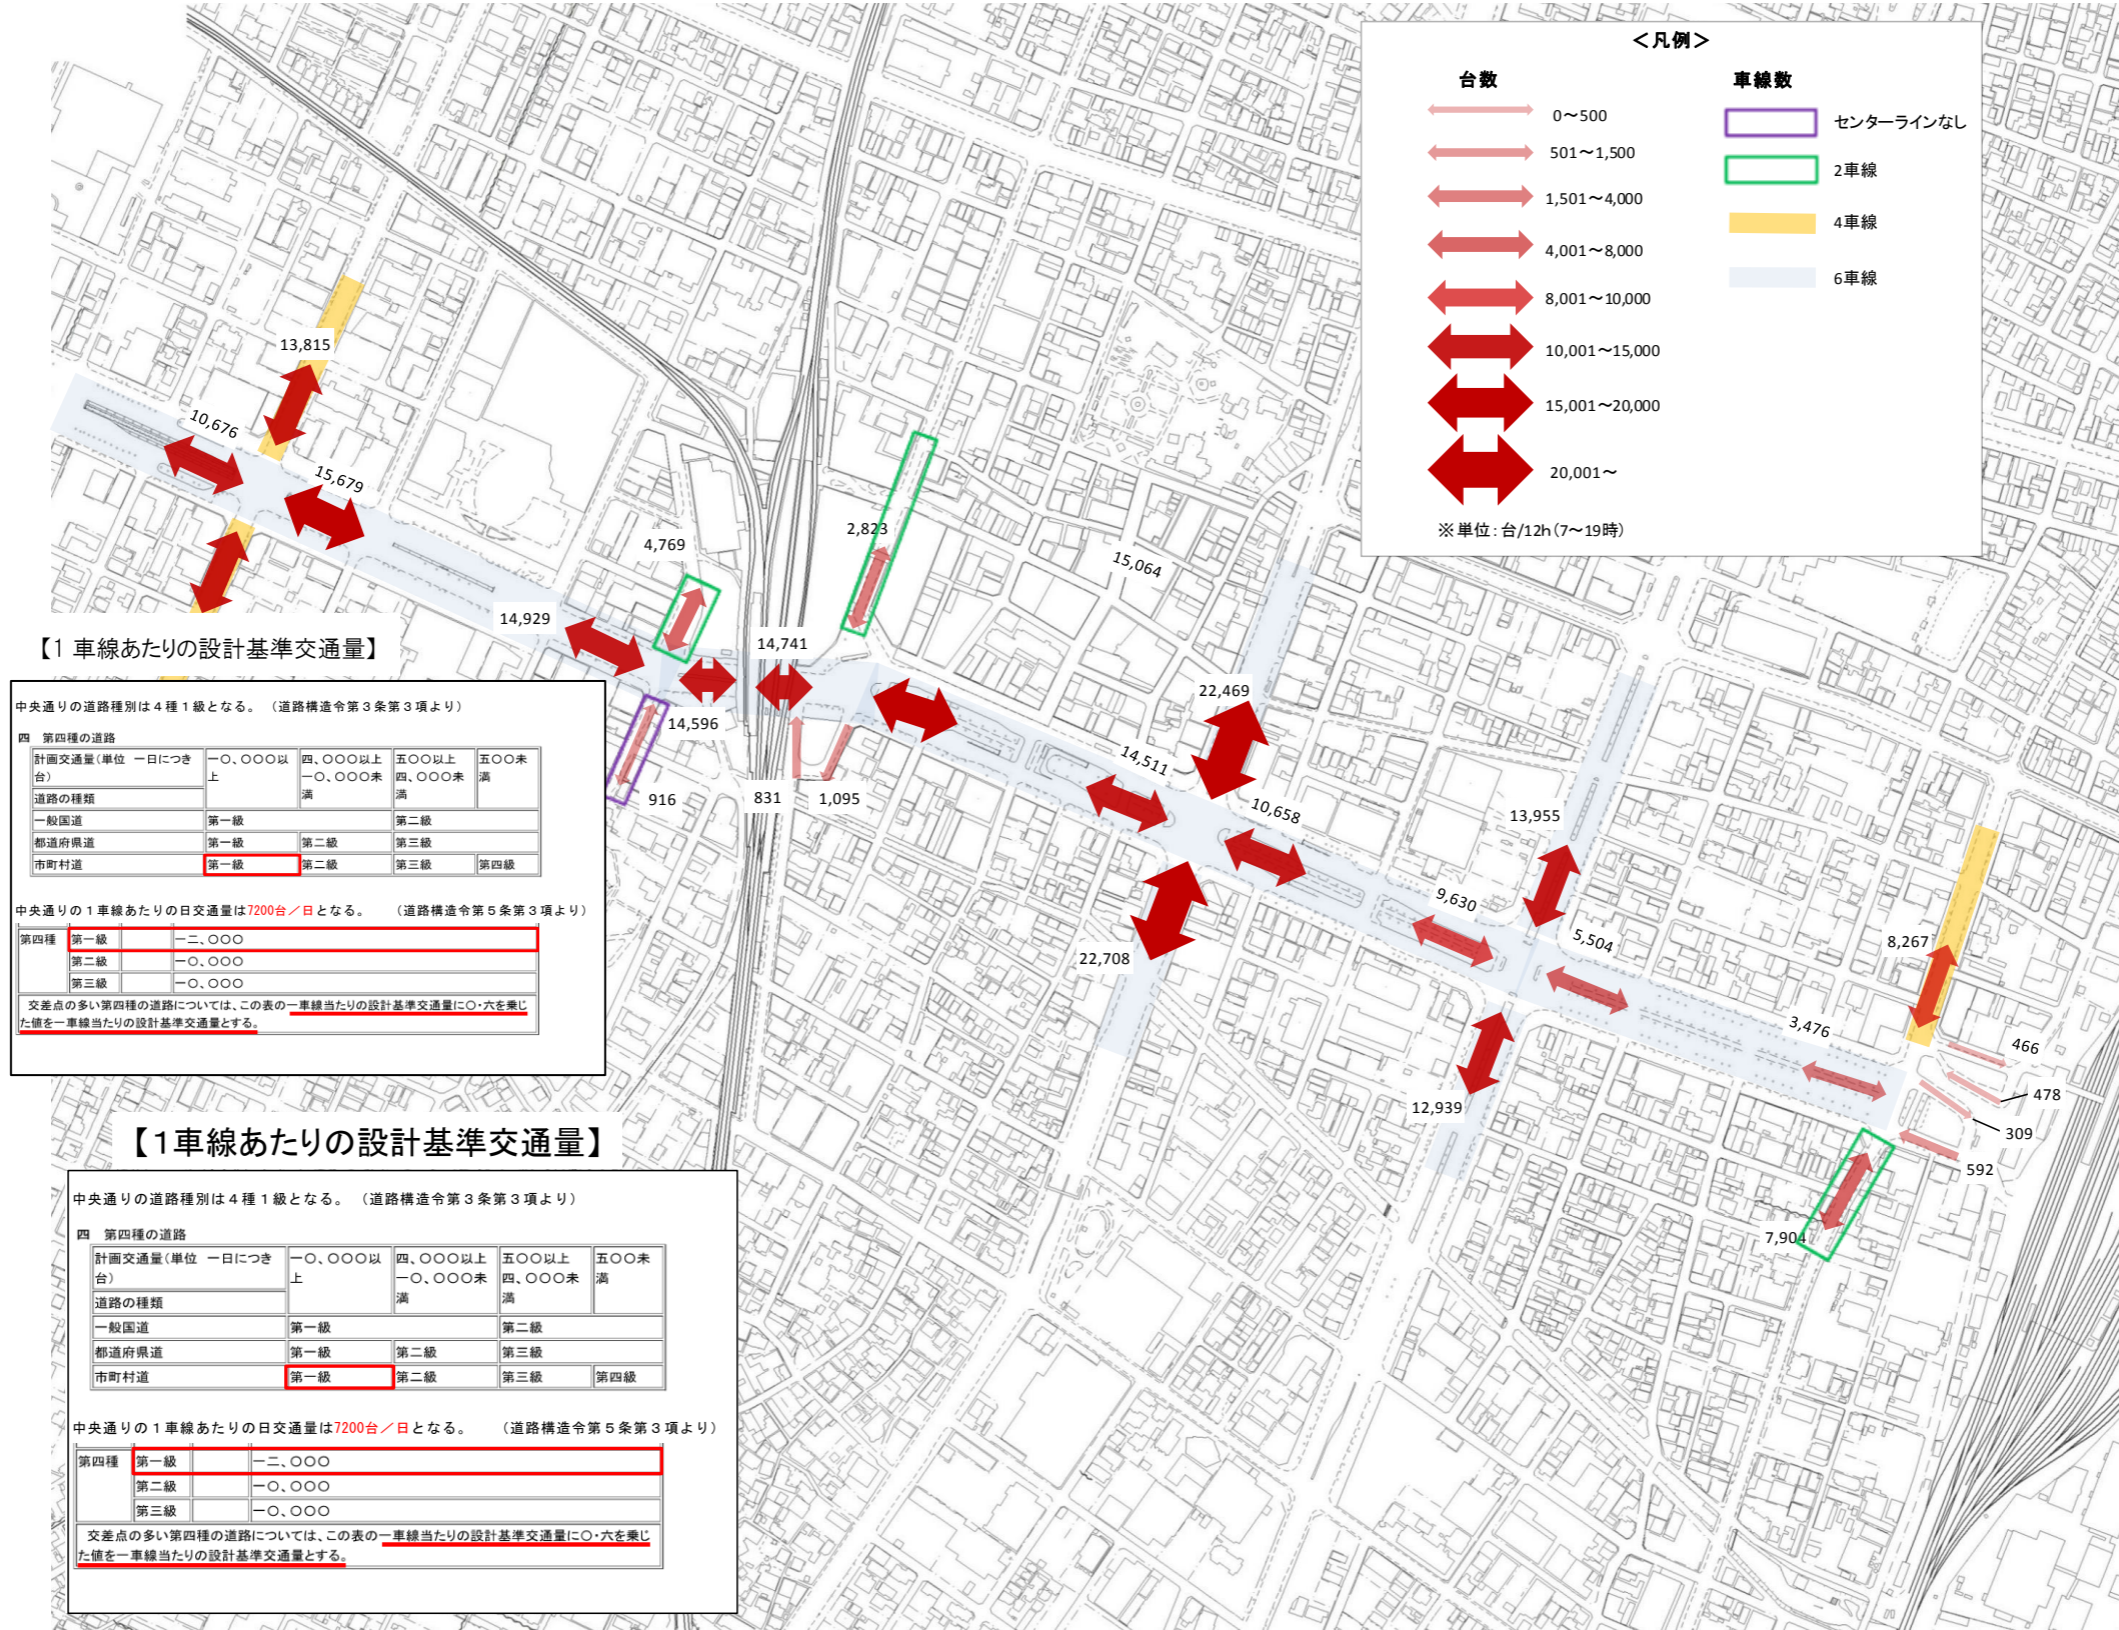 <凡例>
台数
車線数
0～500
501～1,500
1,501～4,000
4,001～8,000
8,001～10,000
10,001～15,000
15,001～20,000
20,001～
センターラインなし
2車線
4車線
6車線
※単位：台/12h（7～19時）
13,815
10,676
15,679
4,769
2,823
15,064
14,929
14,741
14,596
22,469
916
831
1,095
14,511
10,658
13,955
22,708
9,630
5,504
8,267
3,476
466
478
309
592
12,939
7,904
【1 車線あたりの設計基準交通量】
中央通りの道路種別は４種１級となる。（道路構造令第３条第３項より）
四　第四種の道路
計画交通量（単位　一日につき台）
一〇、〇〇〇以上
四、〇〇〇以上一〇、〇〇〇未満
五〇〇以上四、〇〇〇未満
五〇〇未満
道路の種類
一般国道　第一級　第二級
都道府県道　第一級　第二級　第三級
市町村道　第一級　第二級　第三級　第四級
中央通りの１車線あたりの日交通量は7200台／日となる。　（道路構造令第５条第３項より）
第四種　第一級　一二、〇〇〇
第二級　一〇、〇〇〇
第三級　一〇、〇〇〇
交差点の多い第四種の道路については、この表の一車線当たりの設計基準交通量に〇・六を乗じ
た値を一車線当たりの設計基準交通量とする。
【１車線あたりの設計基準交通量】
中央通りの道路種別は４種１級となる。（道路構造令第３条第３項より）
四　第四種の道路
計画交通量（単位　一日につき台）
一〇、〇〇〇以上
四、〇〇〇以上一〇、〇〇〇未満
五〇〇以上四、〇〇〇未満
五〇〇未満
道路の種類
一般国道　第一級　第二級
都道府県道　第一級　第二級　第三級
市町村道　第一級　第二級　第三級　第四級
中央通りの１車線あたりの日交通量は7200台／日となる。　（道路構造令第５条第３項より）
第四種　第一級　一二、〇〇〇
第二級　一〇、〇〇〇
第三級　一〇、〇〇〇
交差点の多い第四種の道路については、この表の一車線当たりの設計基準交通量に〇・六を乗じ
た値を一車線当たりの設計基準交通量とする。